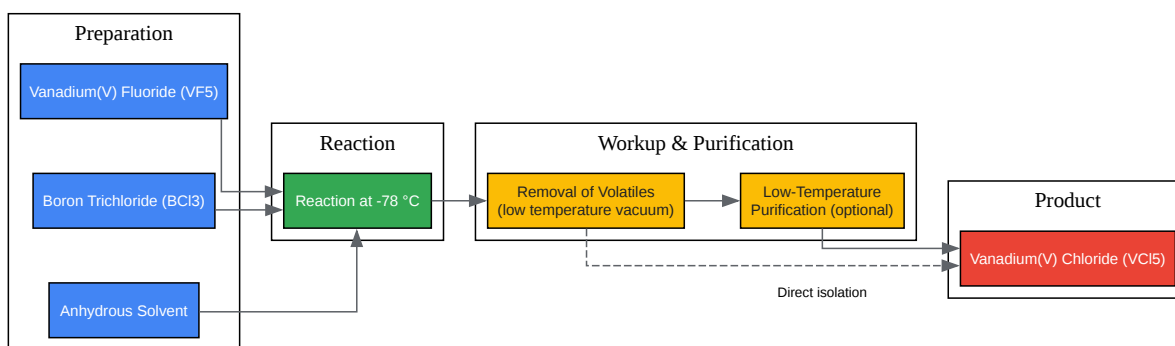 Preparation
Vanadium(V) Fluoride (VF5)
Boron Trichloride (BCl3)
Anhydrous Solvent
Reaction
Reaction at -78 °C
Workup & Purification
Removal of Volatiles
(low temperature vacuum)
Low-Temperature
Purification (optional)
Direct isolation
Product
Vanadium(V) Chloride (VCl5)